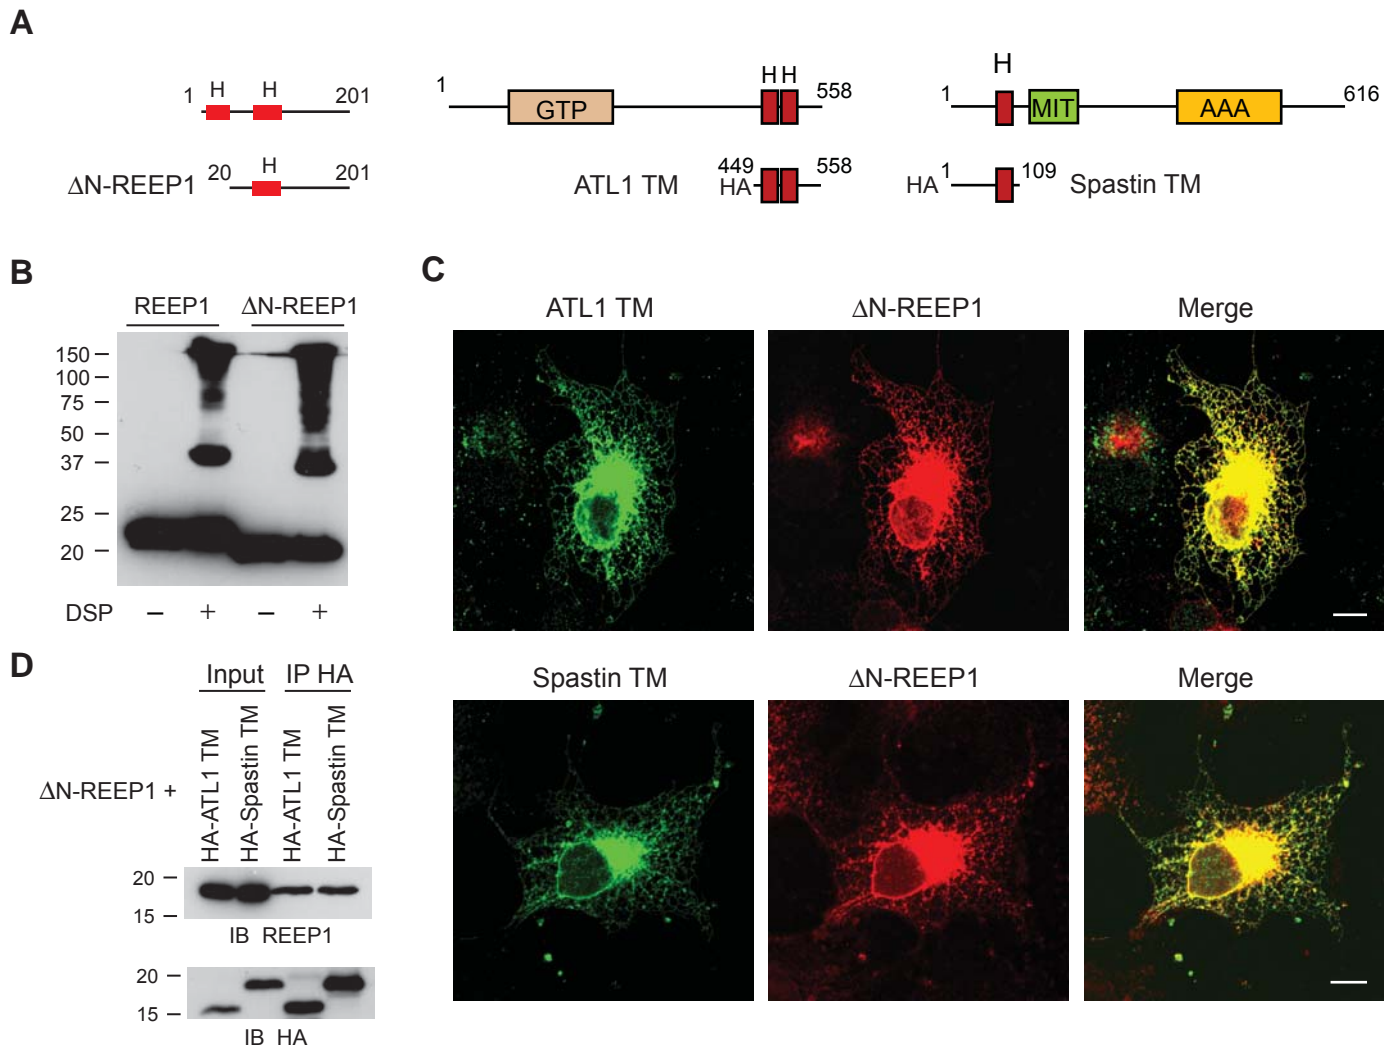 A
1 H H 201
1 GTP H H 558
1 H MIT AAA 616
ΔN-REEP1 20 H 201
ATL1 TM 449 HA 558
HA 1 109 Spastin TM
B
REEP1 ΔN-REEP1
150
100
75
50
37
25
20
DSP − + − +
C
ATL1 TM ΔN-REEP1 Merge
Spastin TM ΔN-REEP1 Merge
D
Input IP HA
ΔN-REEP1 +
HA-ATL1 TM
HA-Spastin TM
HA-ATL1 TM
HA-Spastin TM
20
15
IB REEP1
20
15
IB HA